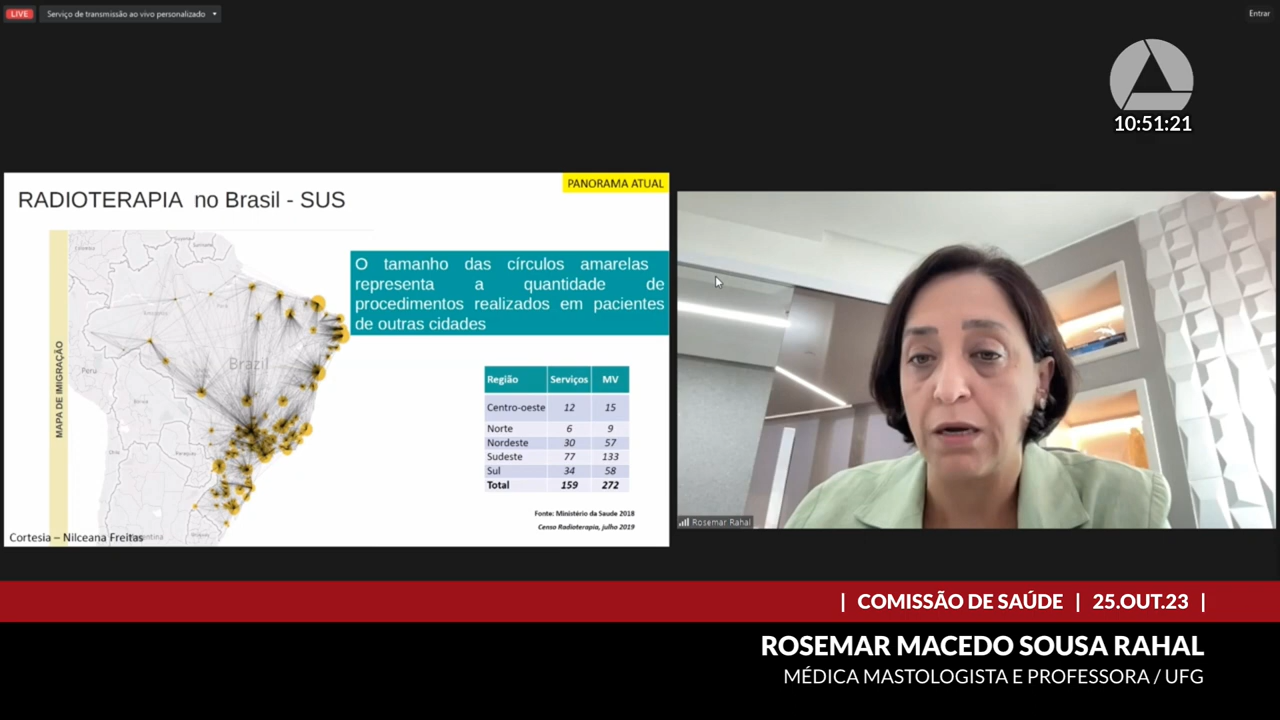 LIVE
Serviço de transmissão ao vivo personalizado
Entrar
10:51:21
PANORAMA ATUAL
RADIOTERAPIA no Brasil - SUS
MAPA DE IMIGRAÇÃO
O tamanho das círculos amarelas
representa a quantidade de
procedimentos realizados em pacientes
de outras cidades
Brazil
Peru
Região Serviços MV
Centro-oeste 12 15
Norte 6 9
Nordeste 30 57
Sudeste 77 133
Sul 34 58
Total 159 272
Fonte: Ministério da Saude 2018
Censo Radioterapia, julho 2019
Cortesia – Nilceana Freitas
Rosemar Rahal
| COMISSÃO DE SAÚDE | 25.OUT.23 |
ROSEMAR MACEDO SOUSA RAHAL
MÉDICA MASTOLOGISTA E PROFESSORA / UFG